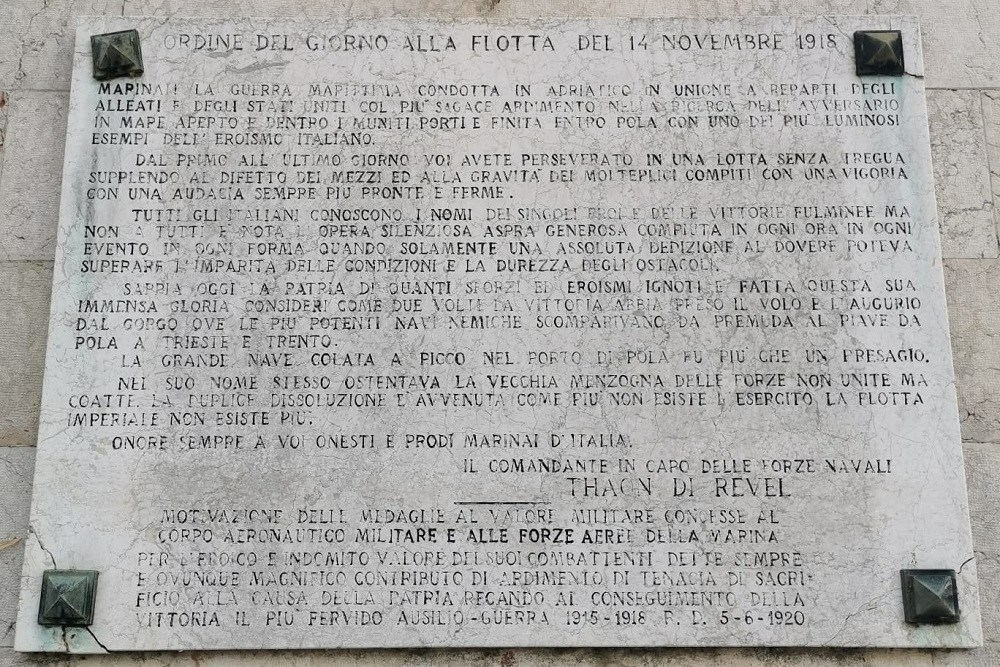 ORDINE DEL GIORNO ALLA FLOTTA DEL 14 NOVEMBRE 1918
MARINAI! LA GUERRA MARITTIMA CONDOTTA IN ADRIATICO IN UNIONE A REPARTI DEGLI
ALLEATI E DEGLI STATI UNITI COL PIU' SAGACE ARDIMENTO NELLA RICERCA DELL'AVVERSARIO
IN MARE APERTO E DENTRO I MUNITI PORTI E FINITA ENTRO POLA CON UNO DEI PIU' LUMINOSI
ESEMPI DELL'EROISMO ITALIANO.
DAL PRIMO ALL'ULTIMO GIORNO VOI AVETE PERSEVERATO IN UNA LOTTA SENZA TREGUA
SUPPLENDO AL DIFETTO DEI MEZZI ED ALLA GRAVITA' DEI MOLTEPLICI COMPITI CON UNA VIGORIA
CON UNA AUDACIA SEMPRE PIU PRONTE E FERME.
TUTTI GLI ITALIANI CONOSCONO I NOMI DEI SINGOLI EROI E DELLE VITTORIE FULMINEE MA
NON A TUTTI E NOTA L'OPERA SILENZIOSA ASPRA GENEROSA COMPIUTA IN OGNI ORA IN OGNI
EVENTO IN OGNI FORMA QUANDO SOLAMENTE UNA ASSOLUTA DEDIZIONE AL DOVERE POTEVA
SUPERARE L'IMPARITA DELLE CONDIZIONI E LA DUREZZA DEGLI OSTACOLI.
SAPPIA OGGI LA PATRIA DI QUANTI SFORZI ED EROISMI IGNOTI E FATTA QUESTA SUA
IMMENSA GLORIA CONSIDERI COME DUE VOLTE LA VITTORIA ABBIA PRESO IL VOLO E L'AUGURIO
DAL GORGO OVE LE PIU' POTENTI NAVI NEMICHE SCOMPARIVANO DA PREMUDA AL PIAVE DA
POLA A TRIESTE E TRENTO.
LA GRANDE NAVE COLATA A PICCO NEL PORTO DI POLA FU PIU' CHE UN PRESAGIO.
NEL SUO NOME STESSO OSTENTAVA LA VECCHIA MENZOGNA DELLE FORZE NON UNITE MA
COATTE. LA DUPLICE DISSOLUZIONE E' AVVENUTA COME PIU' NON ESISTE L'ESERCITO LA FLOTTA
IMPERIALE NON ESISTE PIU'.
ONORE SEMPRE A VOI ONESTI E PRODI MARINAI D'ITALIA.
IL COMANDANTE IN CAPO DELLE FORZE NAVALI
THAON DI REVEL
MOTIVAZIONE DELLE MEDAGLIE AL VALORE MILITARE CONCESSE AL
CORPO AERONAUTICO MILITARE E ALLE FORZE AEREE DELLA MARINA
PER L'EROICO E INDOMITO VALORE DEI SUOI COMBATTENTI DETTE SEMPRE
E OVUNQUE MAGNIFICO CONTRIBUTO DI ARDIMENTO DI TENACIA DI SACRI-
FICIO ALLA CAUSA DELLA PATRIA RECANDO AL CONSEGUIMENTO DELLA
VITTORIA IL PIU' FERVIDO AUSILIO - GUERRA 1915-1918 R. D. 5-6-1920